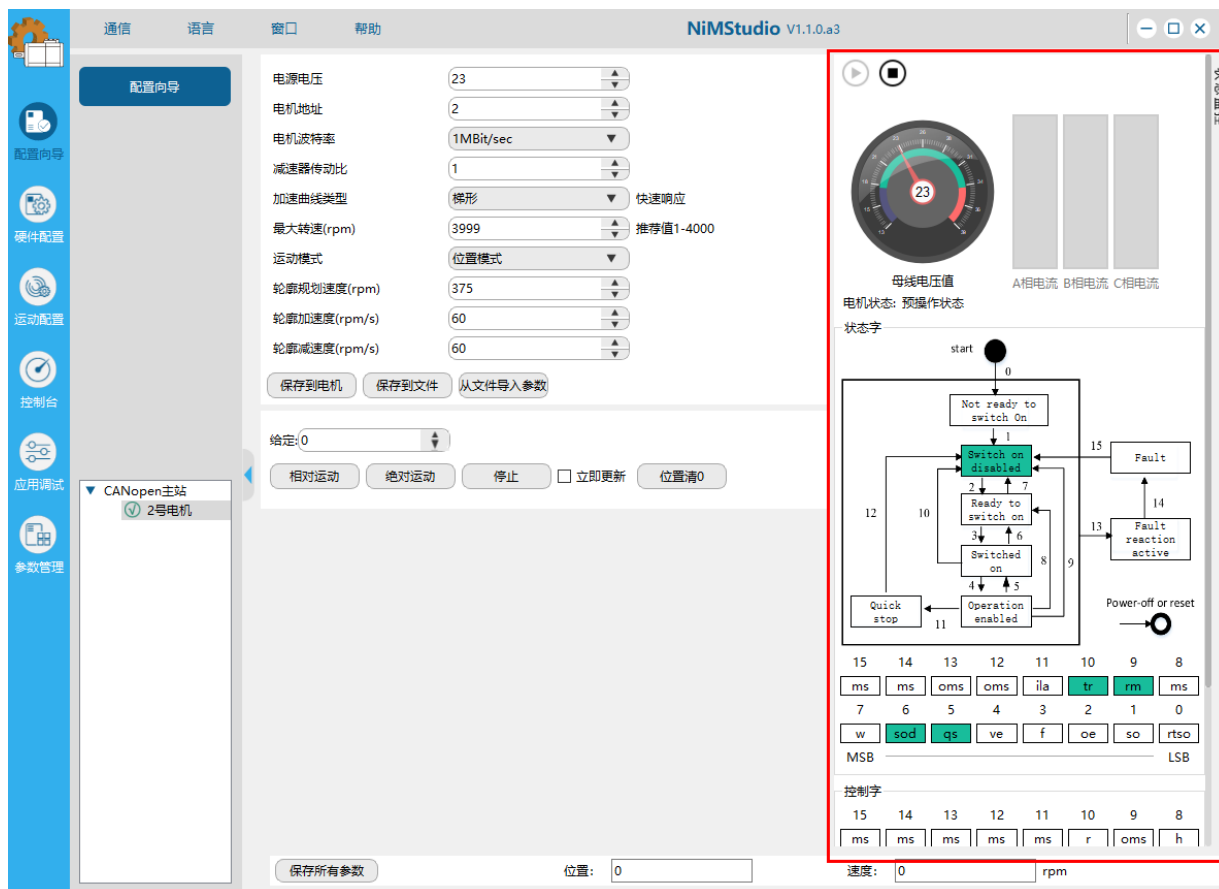 通信 语言 窗口 帮助 NiMStudio V1.1.0.a3
配置向导
硬件配置
运动配置
控制台
应用调试
参数管理
配置向导
CANopen主站
2号电机
电源电压 23
电机地址 2
电机波特率 1MBit/sec
减速器传动比 1
加速曲线类型 梯形 快速响应
最大转速(rpm) 3999 推荐值1-4000
运动模式 位置模式
轮廓规划速度(rpm) 375
轮廓加速度(rpm/s) 60
轮廓减速度(rpm/s) 60
保存到电机 保存到文件 从文件导入参数
给定: 0
相对运动 绝对运动 停止 立即更新 位置清0
23
母线电压值 A相电流 B相电流 C相电流
电机状态: 预操作状态
状态字
start
0
Not ready to
switch On
1
Switch on
disabled
15
Fault
2 7
Ready to
switch on
12 10 14
13
Fault
reaction
active
3 6
Switched
on
8 9
4 5
Quick
stop
11
Operation
enabled
Power-off or reset
15 14 13 12 11 10 9 8
ms ms oms oms ila tr rm ms
7 6 5 4 3 2 1 0
w sod qs ve f oe so rtso
MSB LSB
控制字
15 14 13 12 11 10 9 8
ms ms ms ms ms r oms h
保存所有参数 位置: 0 速度: 0 rpm